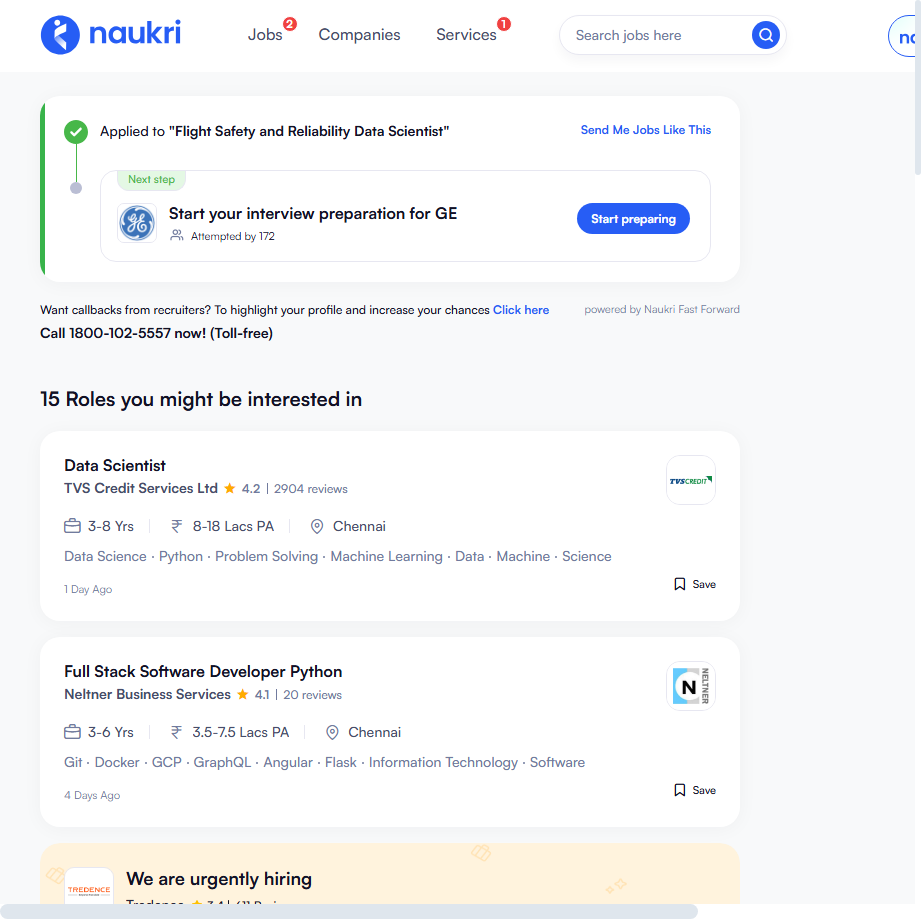 naukri
Jobs 2 Companies Services 1 Search jobs here
Applied to "Flight Safety and Reliability Data Scientist" Send Me Jobs Like This
Next step
Start your interview preparation for GE
Attempted by 172
Start preparing
Want callbacks from recruiters? To highlight your profile and increase your chances Click here powered by Naukri Fast Forward
Call 1800-102-5557 now! (Toll-free)
15 Roles you might be interested in
Data Scientist
TVS Credit Services Ltd 4.2 | 2904 reviews
TVS CREDIT
3-8 Yrs ₹ 8-18 Lacs PA Chennai
Data Science · Python · Problem Solving · Machine Learning · Data · Machine · Science
1 Day Ago Save
Full Stack Software Developer Python
Neltner Business Services 4.1 | 20 reviews
N NELTNER
3-6 Yrs ₹ 3.5-7.5 Lacs PA Chennai
Git · Docker · GCP · GraphQL · Angular · Flask · Information Technology · Software
4 Days Ago Save
TREDENCE
We are urgently hiring